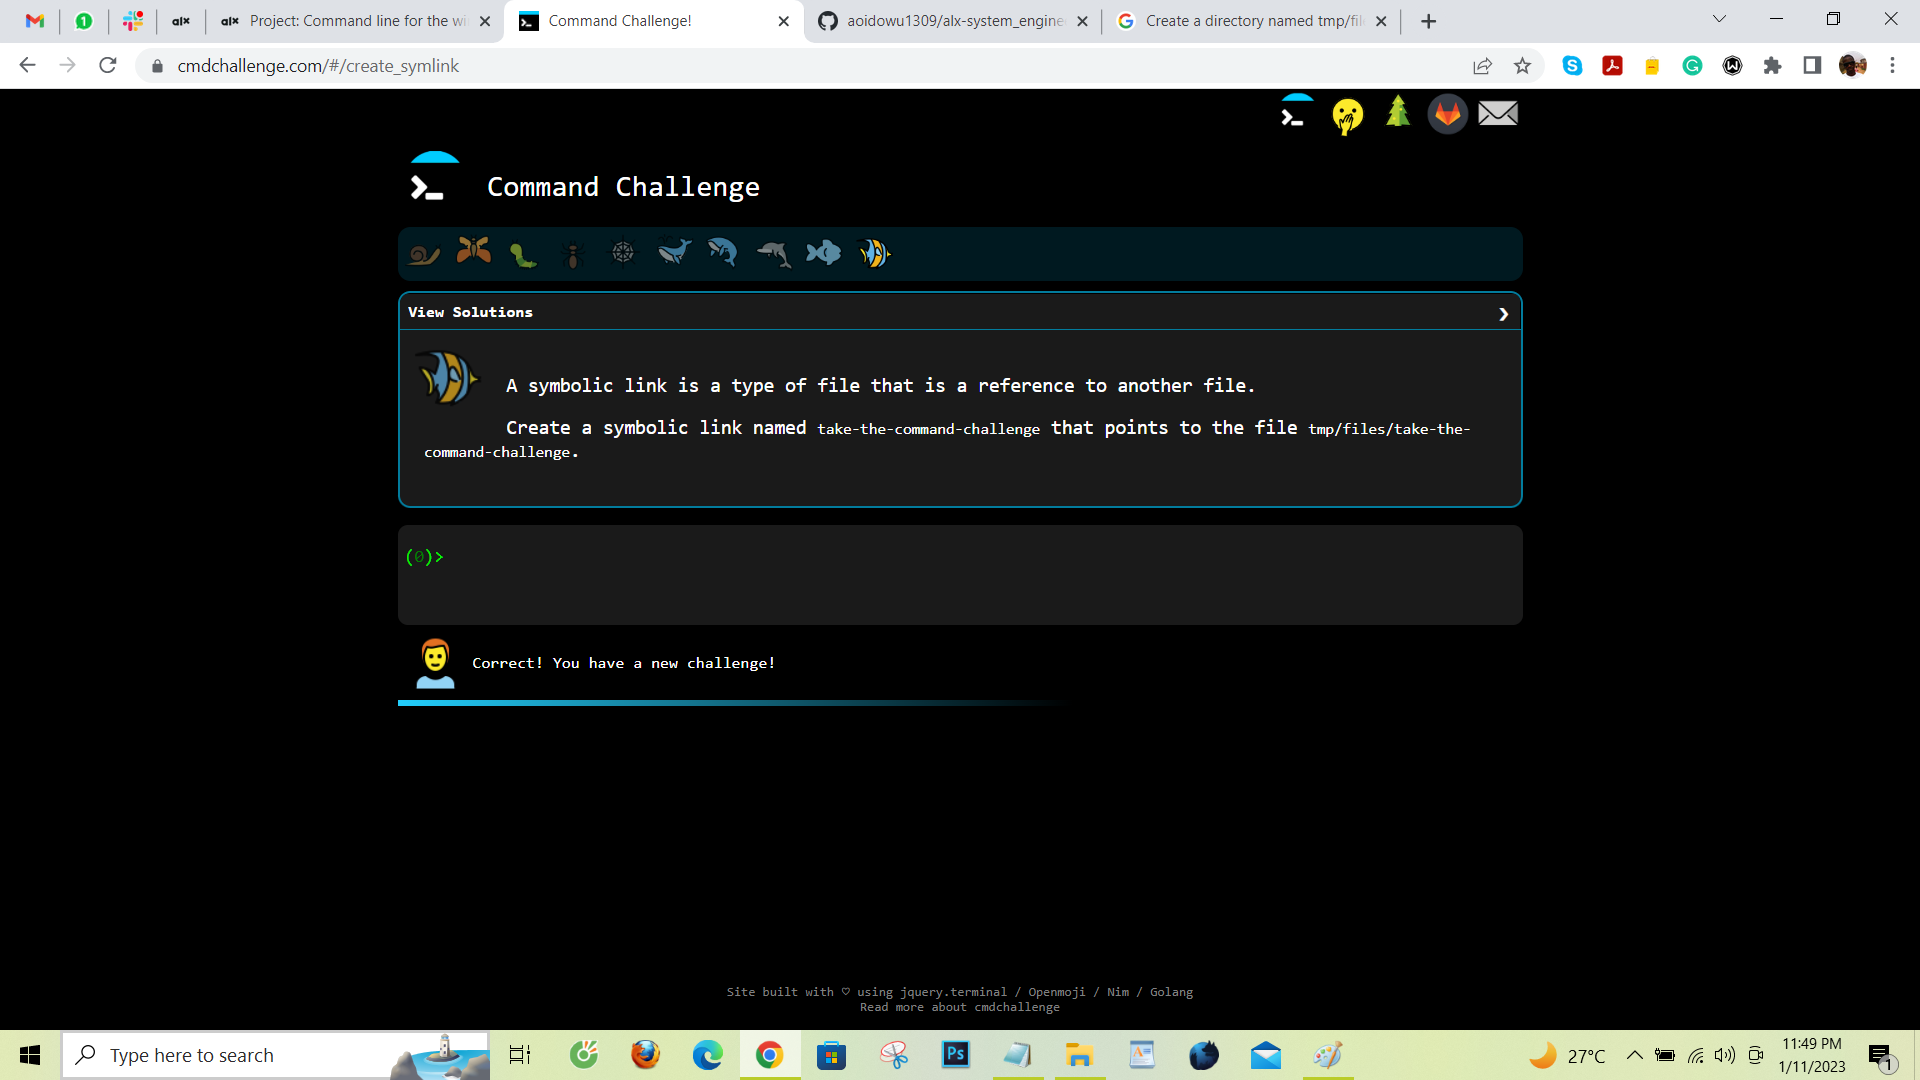 1
alx
alx Project: Command line for the wi
Command Challenge!
aoidowu1309/alx-system_engine
Create a directory named tmp/fil
cmdchallenge.com/#/create_symlink
Command Challenge
View Solutions
A symbolic link is a type of file that is a reference to another file.
Create a symbolic link named take-the-command-challenge that points to the file tmp/files/take-the-
command-challenge.
(0)>
Correct! You have a new challenge!
Site built with ♡ using jquery.terminal / Openmoji / Nim / Golang
Read more about cmdchallenge
Type here to search
Ps
27°C
11:49 PM
1/11/2023
1